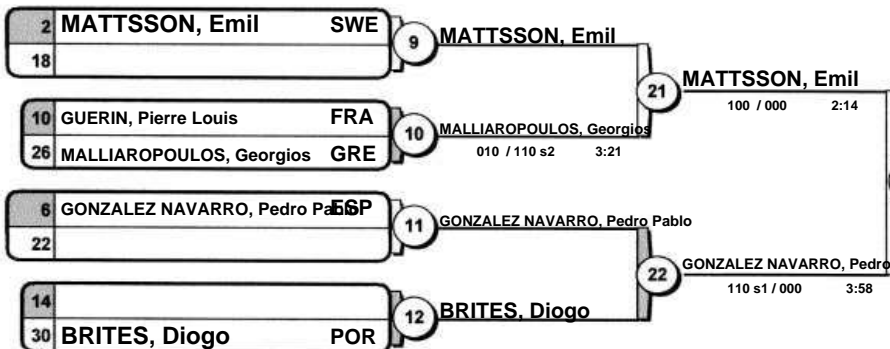 2 MATTSSON, Emil SWE
18
9
MATTSSON, Emil
10 GUERIN, Pierre Louis FRA
26 MALLIAROPOULOS, Georgios GRE
10
MALLIAROPOULOS, Georgios
010 / 110 s2 3:21
21
MATTSSON, Emil
100 / 000 2:14
6 GONZALEZ NAVARRO, Pedro Pablo ESP
22
11
GONZALEZ NAVARRO, Pedro Pablo
14
30 BRITES, Diogo POR
12
BRITES, Diogo
22
GONZALEZ NAVARRO, Pedro
110 s1 / 000 3:58